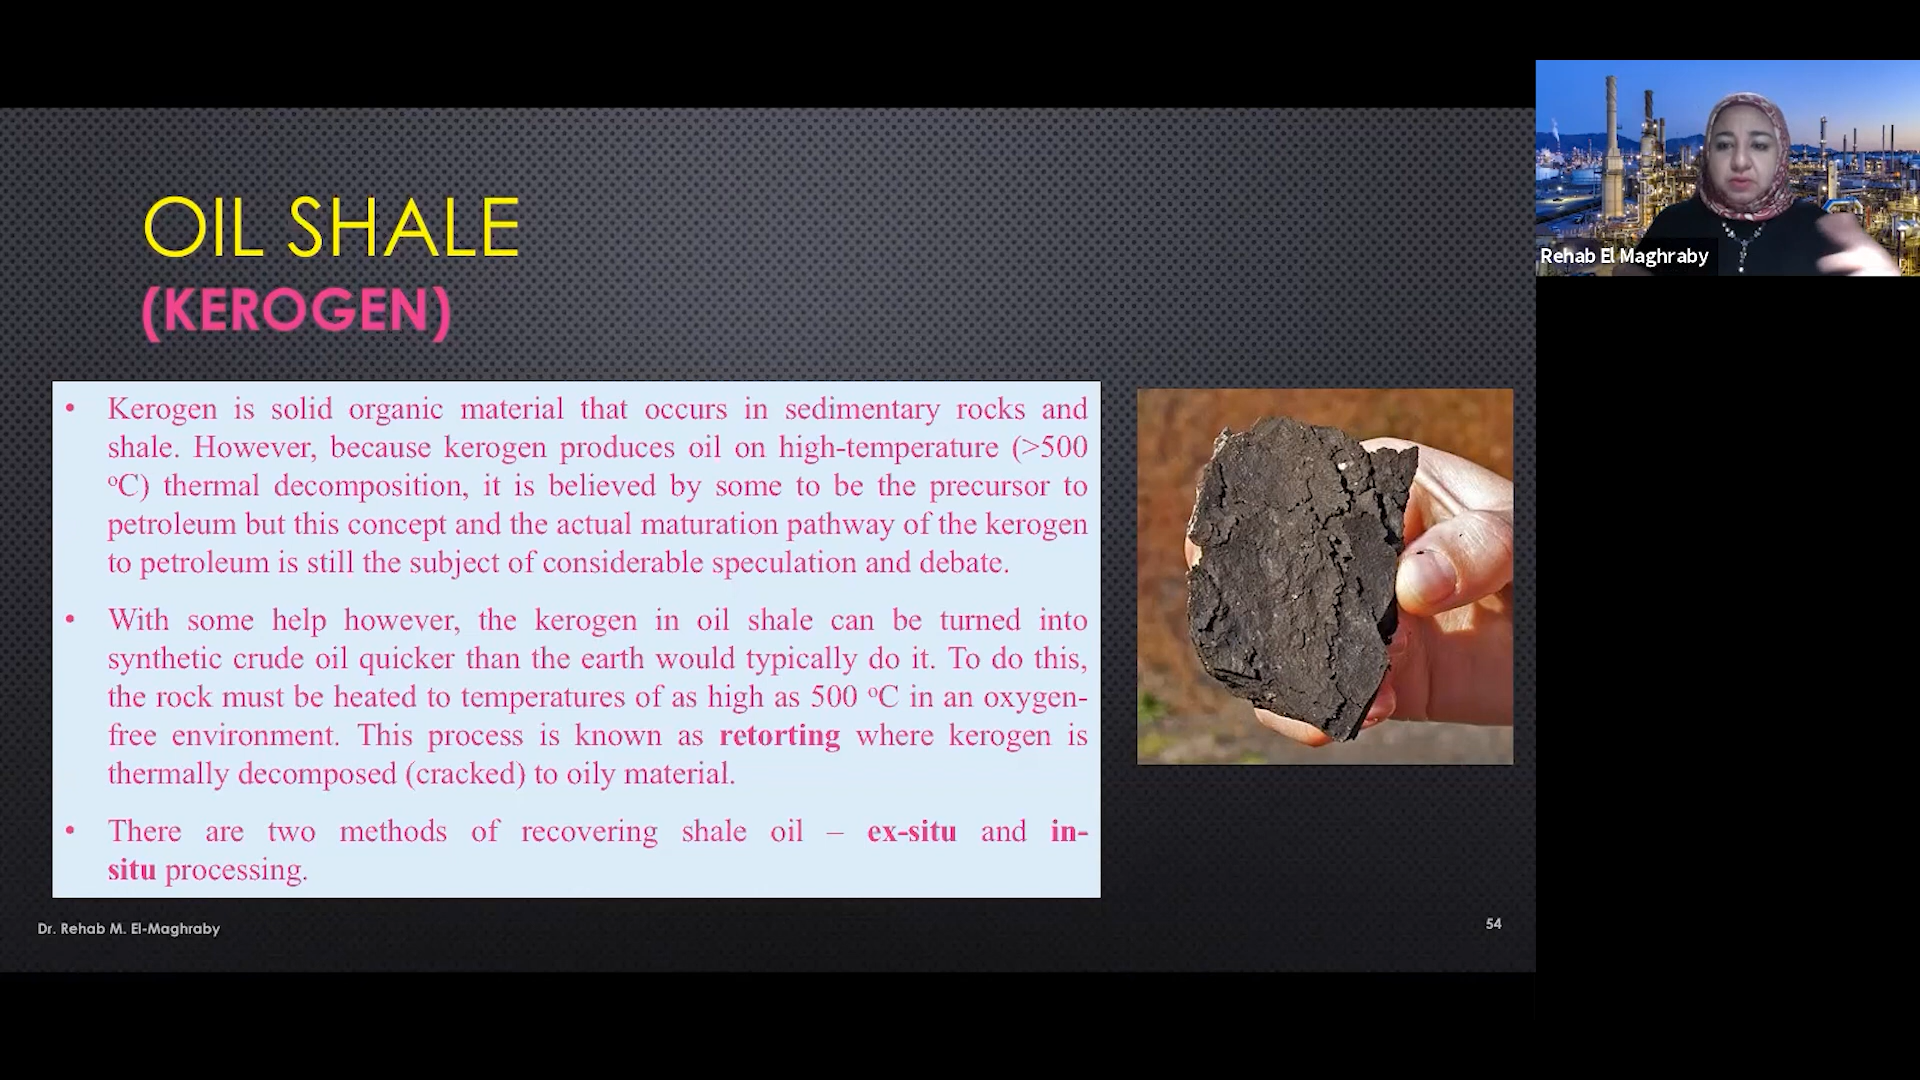 OIL SHALE
(KEROGEN)
• Kerogen is solid organic material that occurs in sedimentary rocks and
shale. However, because kerogen produces oil on high-temperature (>500
ºC) thermal decomposition, it is believed by some to be the precursor to
petroleum but this concept and the actual maturation pathway of the kerogen
to petroleum is still the subject of considerable speculation and debate.
• With some help however, the kerogen in oil shale can be turned into
synthetic crude oil quicker than the earth would typically do it. To do this,
the rock must be heated to temperatures of as high as 500 ºC in an oxygen-
free environment. This process is known as retorting where kerogen is
thermally decomposed (cracked) to oily material.
• There are two methods of recovering shale oil – ex-situ and in-
situ processing.
Dr. Rehab M. El-Maghraby
54
Rehab El Maghraby